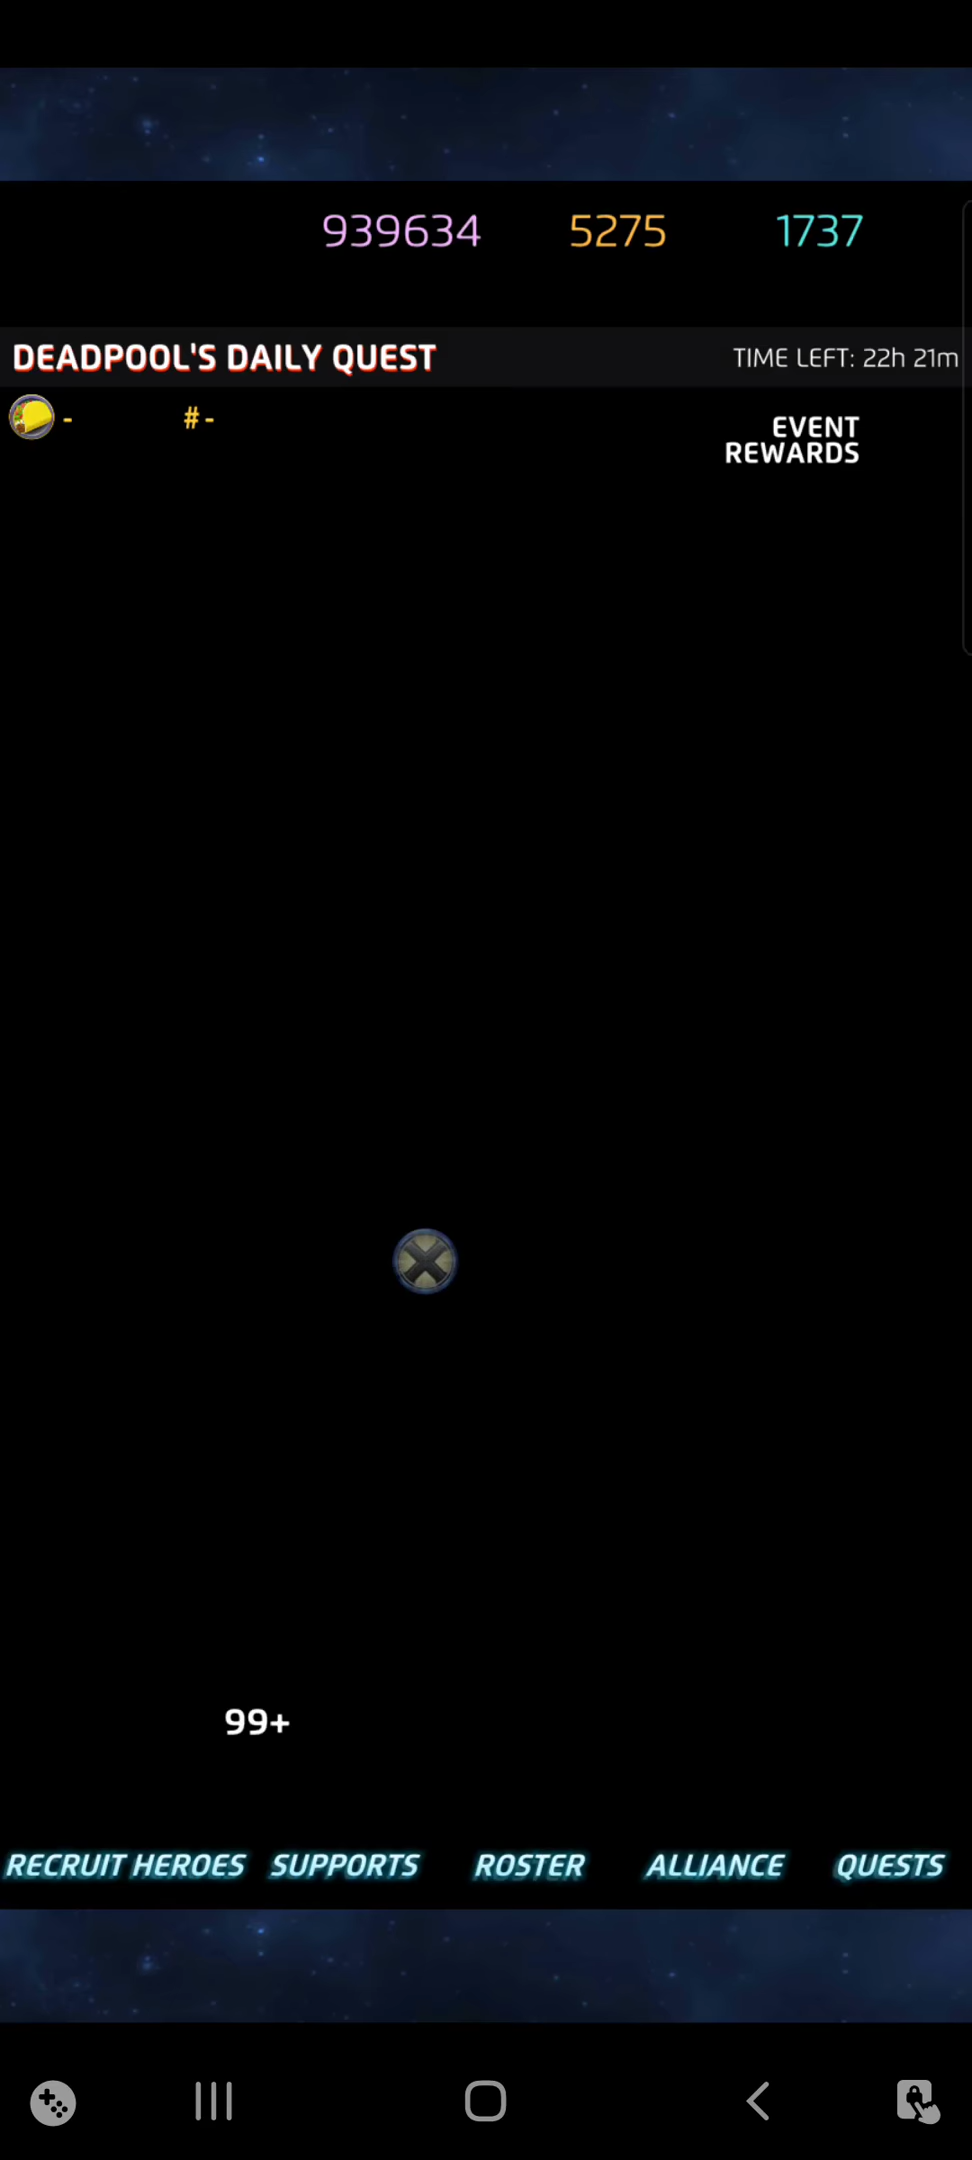 939634 5275 1737
DEADPOOL'S DAILY QUEST TIME LEFT: 22h 21m
- # -
EVENT
REWARDS
99+
RECRUIT HEROES SUPPORTS ROSTER ALLIANCE QUESTS